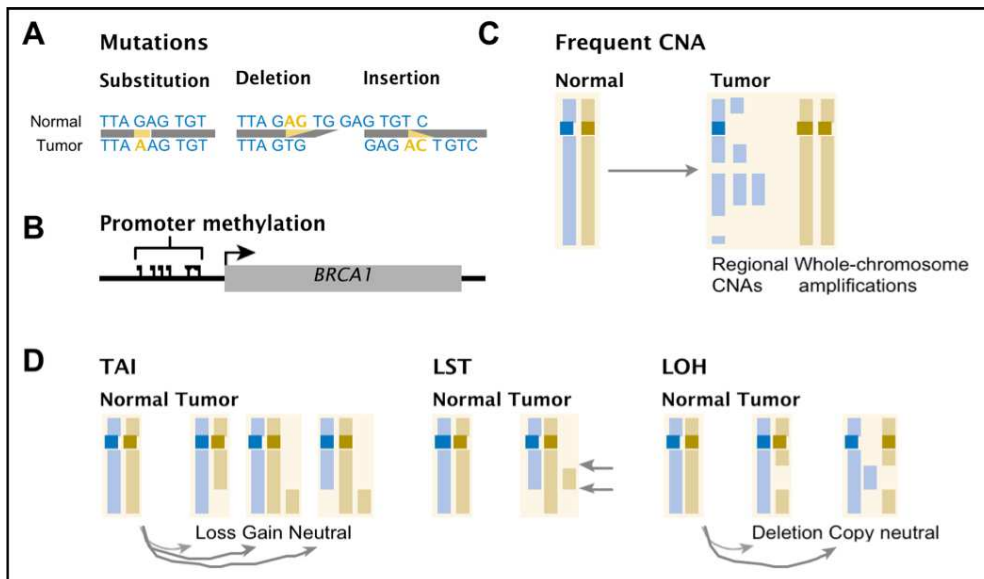 A
Mutations
Substitution Deletion Insertion
Normal TTA GAG TGT TTA GAG TG GAG TGT C
Tumor TTA AAG TGT TTA GTG GAG AC T GTC
B
Promoter methylation
BRCA1
C
Frequent CNA
Normal Tumor
Regional Whole-chromosome
CNAs amplifications
D
TAI LST LOH
Normal Tumor Normal Tumor Normal Tumor
Loss Gain Neutral Deletion Copy neutral